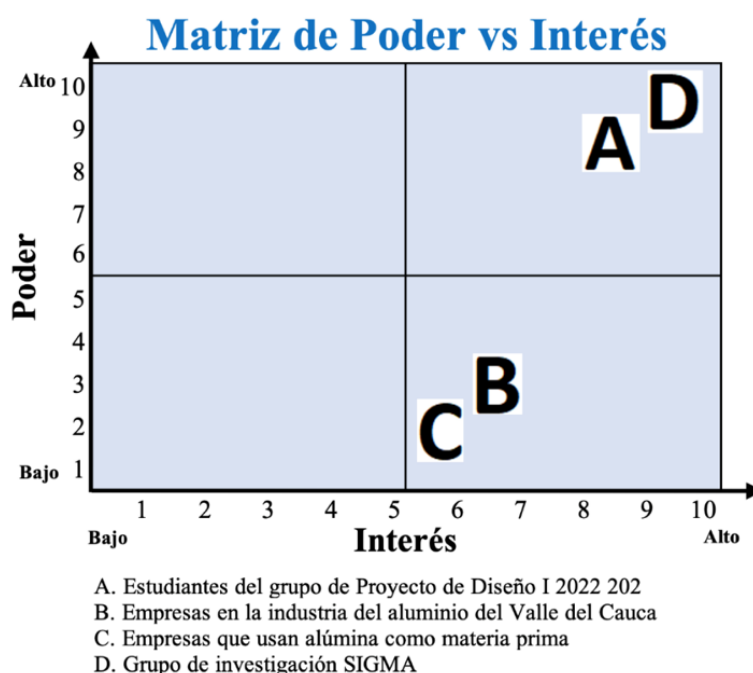 Matriz de Poder vs Interés
Alto 10
9
8
7
6
5
4
3
2
Bajo 1
Poder
D
A
B
C
1 2 3 4 5 6 7 8 9 10
Bajo Interés Alto
A. Estudiantes del grupo de Proyecto de Diseño I 2022 202
B. Empresas en la industria del aluminio del Valle del Cauca
C. Empresas que usan alúmina como materia prima
D. Grupo de investigación SIGMA